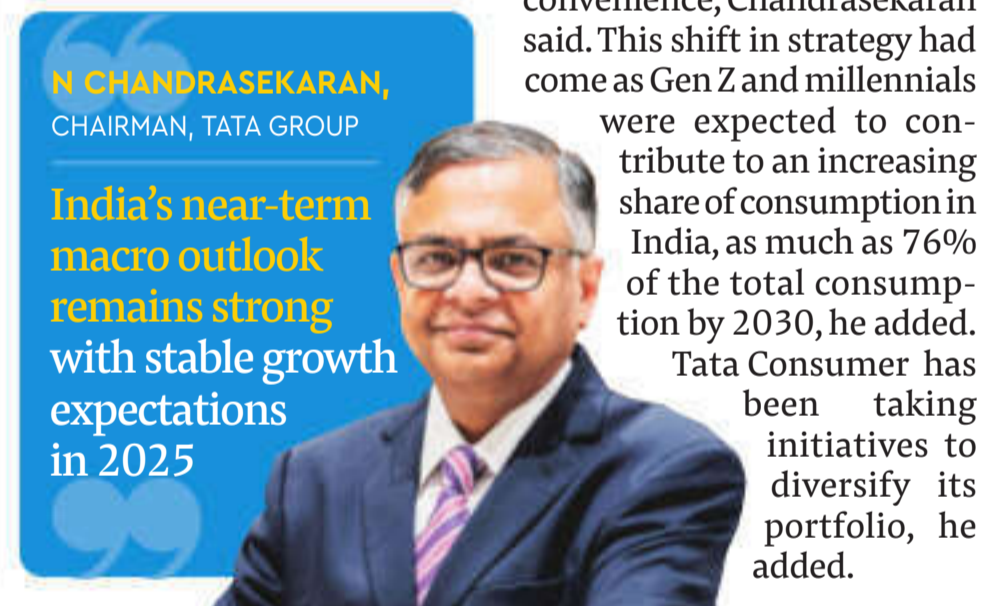 N CHANDRASEKARAN,
CHAIRMAN, TATA GROUP
India’s near-term
macro outlook
remains strong
with stable growth
expectations
in 2025
convenience, Chandrasekaran
said. This shift in strategy had
come as Gen Z and millennials
were expected to con-
tribute to an increasing
share of consumption in
India, as much as 76%
of the total consump-
tion by 2030, he added.
Tata Consumer has
been taking
initiatives to
diversify its
portfolio, he
added.